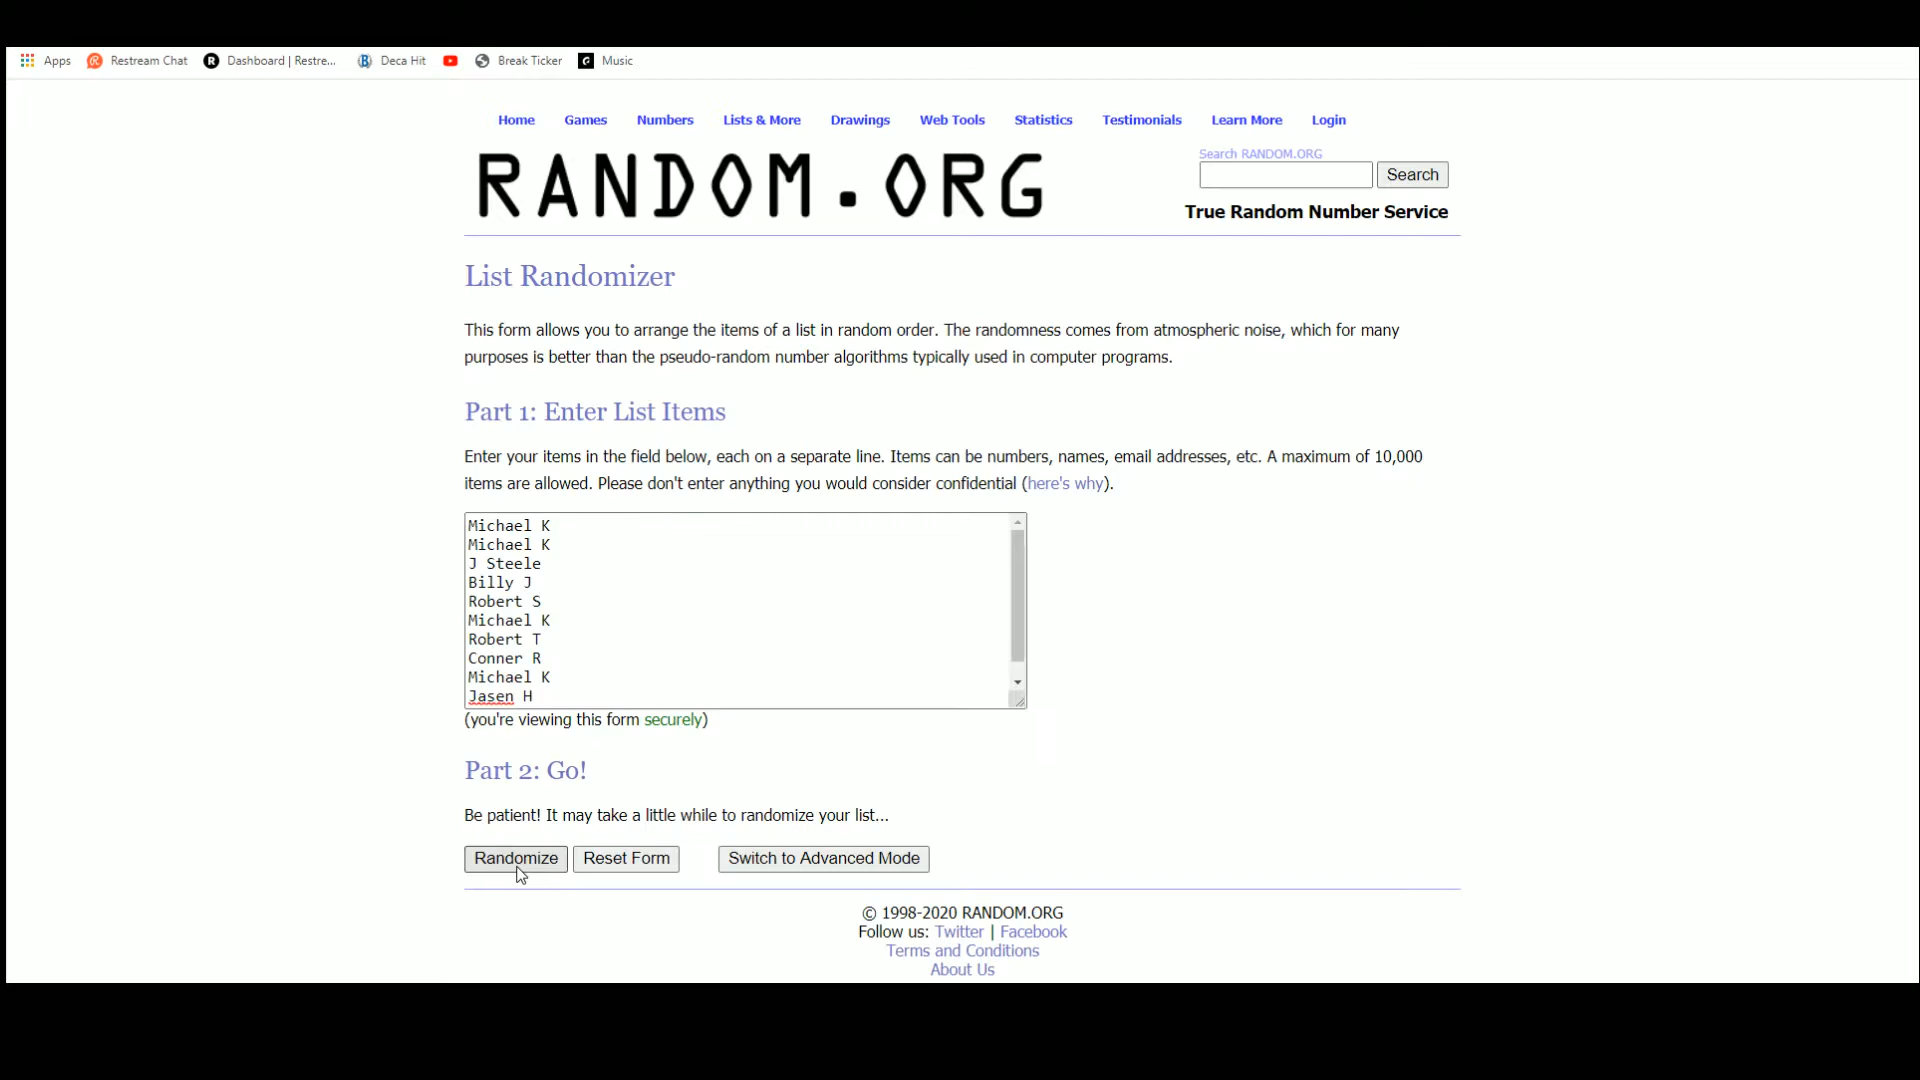 Apps Restream Chat Dashboard | Restre... Deca Hit Break Ticker Music
Home Games Numbers Lists & More Drawings Web Tools Statistics Testimonials Learn More Login
RANDOM.ORG
Search RANDOM.ORG
Search
True Random Number Service
List Randomizer
This form allows you to arrange the items of a list in random order. The randomness comes from atmospheric noise, which for many
purposes is better than the pseudo-random number algorithms typically used in computer programs.
Part 1: Enter List Items
Enter your items in the field below, each on a separate line. Items can be numbers, names, email addresses, etc. A maximum of 10,000
items are allowed. Please don't enter anything you would consider confidential (here's why).
Michael K
Michael K
J Steele
Billy J
Robert S
Michael K
Robert T
Conner R
Michael K
Jasen H
(you're viewing this form securely)
Part 2: Go!
Be patient! It may take a little while to randomize your list...
Randomize Reset Form Switch to Advanced Mode
© 1998-2020 RANDOM.ORG
Follow us: Twitter | Facebook
Terms and Conditions
About Us